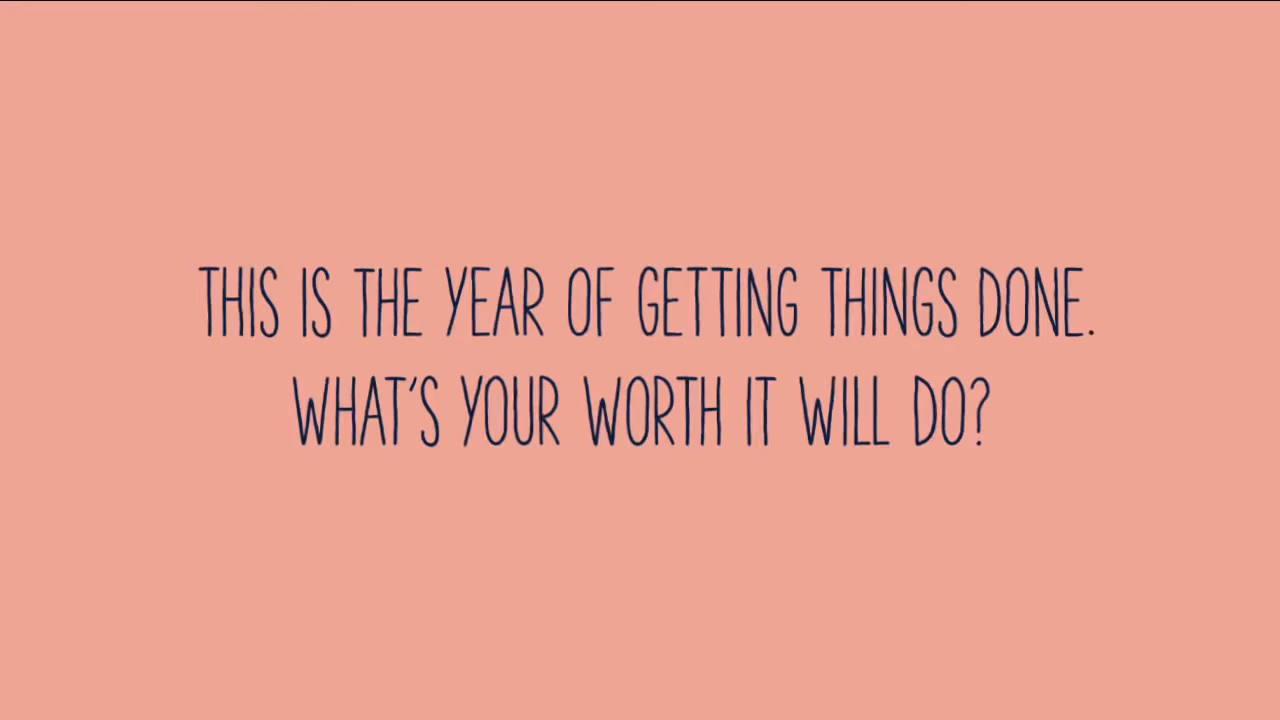 THIS IS THE YEAR OF GETTING THINGS DONE.
WHAT'S YOUR WORTH IT WILL DO?